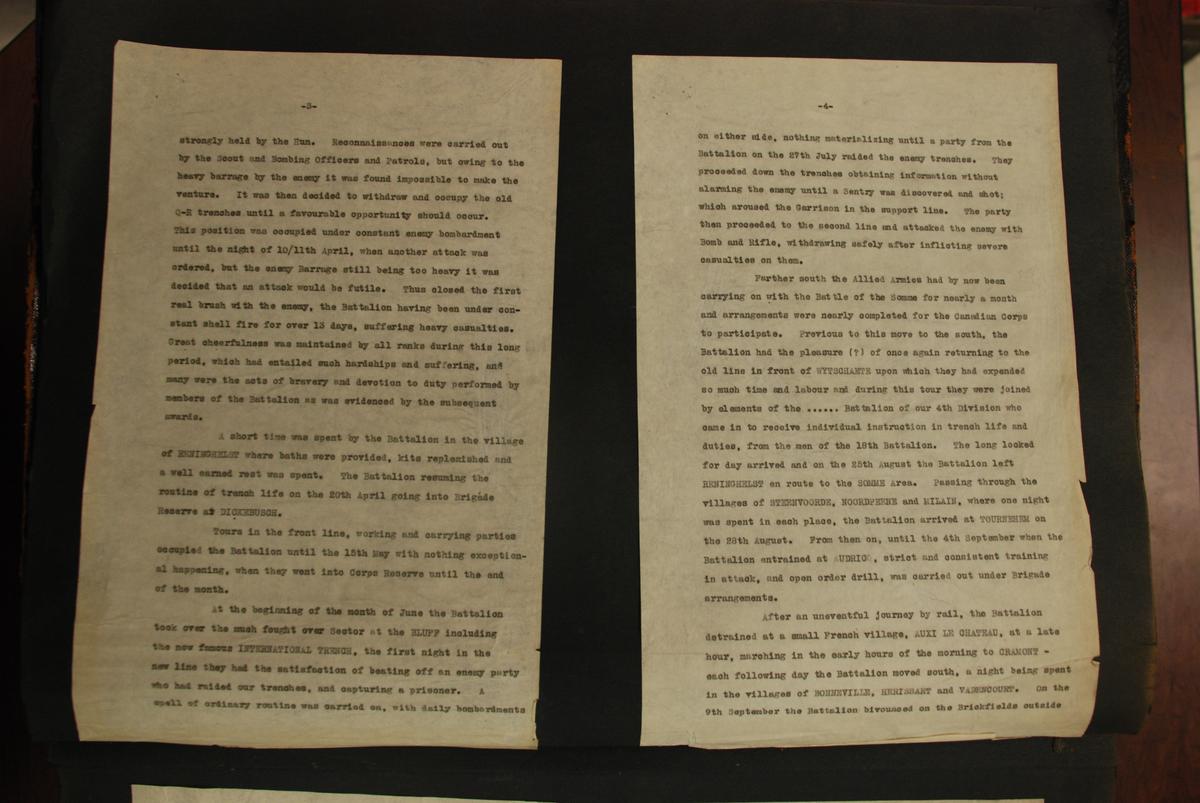 -3-
strongly held by the Hun. Reconnaissances were carried out
by the Scout and Bombing Officers and Patrols, but owing to the
heavy barrage by the enemy it was found impossible to make the
venture. It was then decided to withdraw and occupy the old
Q-R trenches until a favourable opportunity should occur.
This position was occupied under constant enemy bombardment
until the night of 10/11th April, when another attack was
ordered, but the enemy Barrage still being too heavy it was
decided that an attack would be futile. Thus closed the first
real brush with the enemy, the Battalion having been under con-
stant shell fire for over 13 days, suffering heavy casualties.
Great cheerfulness was maintained by all ranks during this long
period, which had entailed such hardships and suffering, and
many were the acts of bravery and devotion to duty performed by
members of the Battalion as was evidenced by the subsequent
awards.
A short time was spent by the Battalion in the village
of RENINGHELST where baths were provided, kits replenished and
a well earned rest was spent. The Battalion resuming the
routine of trench life on the 20th April going into Brigade
Reserve at DICKEBUSCH.
Tours in the front line, working and carrying parties
occupied the Battalion until the 15th May with nothing exception-
al happening, when they went into Corps Reserve until the end
of the month.
At the beginning of the month of June the Battalion
took over the much fought over Sector at the BLUFF including
the now famous INTERNATIONAL TRENCH, the first night in the
new line they had the satisfaction of beating off an enemy party
who had raided our trenches, and capturing a prisoner. A
spell of ordinary routine was carried on, with daily bombardments
-4-
on either side, nothing materializing until a party from the
Battalion on the 27th July raided the enemy trenches. They
proceeded down the trenches obtaining information without
alarming the enemy until a Sentry was discovered and shot;
which aroused the Garrison in the support line. The party
then proceeded to the second line and attacked the enemy with
Bomb and Rifle, withdrawing safely after inflicting severe
casualties on them.
Farther south the Allied Armies had by now been
carrying on with the Battle of the Somme for nearly a month
and arrangements were nearly completed for the Canadian Corps
to participate. Previous to this move to the south, the
Battalion had the pleasure (?) of once again returning to the
old line in front of WYTSCHAETE upon which they had expended
so much time and labour and during this tour they were joined
by elements of the ...... Battalion of our 4th Division who
came in to receive individual instruction in trench life and
duties, from the men of the 18th Battalion. The long looked
for day arrived and on the 25th August the Battalion left
RENINGHELST en route to the SOMME Area. Passing through the
villages of STEENVOORDE, NOORDPEENE and MILAIN, where one night
was spent in each place, the Battalion arrived at TOURNEHEM on
the 28th August. From then on, until the 4th September when the
Battalion entrained at AUDRICQ, strict and consistent training
in attack, and open order drill, was carried out under Brigade
arrangements.
After an uneventful journey by rail, the Battalion
detrained at a small French village, AUXI LE CHATEAU, at a late
hour, marching in the early hours of the morning to CRAMONT -
each following day the Battalion moved south, a night being spent
in the villages of BONNEVILLE, HERISSART and VADENCOURT. On the
9th September the Battalion bivouaced on the Brickfields outside